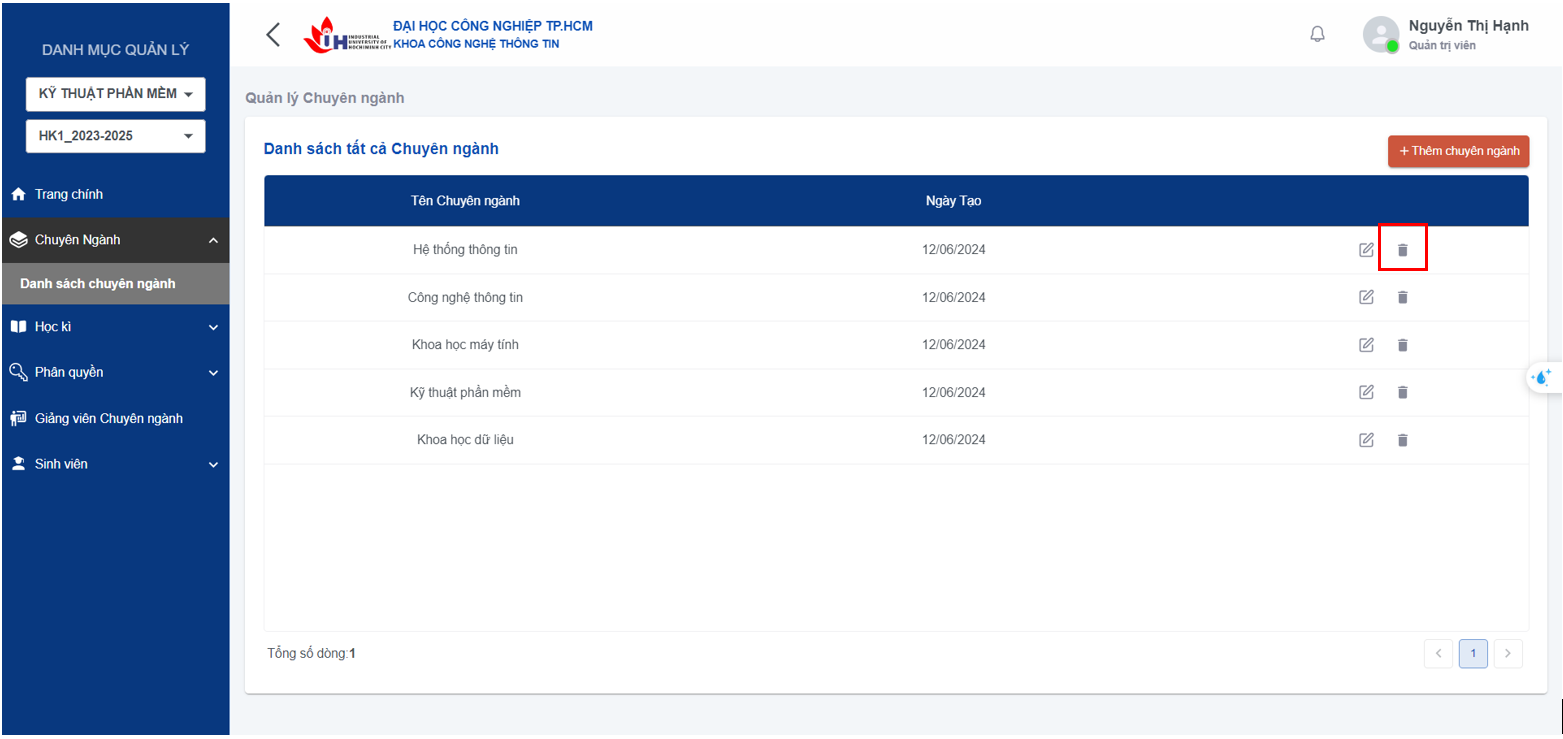 DANH MỤC QUẢN LÝ
KỸ THUẬT PHẦN MỀM
HK1_2023-2025
Trang chính
Chuyên Ngành
Danh sách chuyên ngành
Học kì
Phân quyền
Giảng viên Chuyên ngành
Sinh viên
INDUSTRIAL
UNIVERSITY OF
HOCHIMINH CITY
ĐẠI HỌC CÔNG NGHIỆP TP.HCM
KHOA CÔNG NGHỆ THÔNG TIN
Nguyễn Thị Hạnh
Quản trị viên
Quản lý Chuyên ngành
Danh sách tất cả Chuyên ngành
+ Thêm chuyên ngành
Tên Chuyên ngành Ngày Tạo
Hệ thống thông tin 12/06/2024
Công nghệ thông tin 12/06/2024
Khoa học máy tính 12/06/2024
Kỹ thuật phần mềm 12/06/2024
Khoa học dữ liệu 12/06/2024
Tổng số dòng:1
1